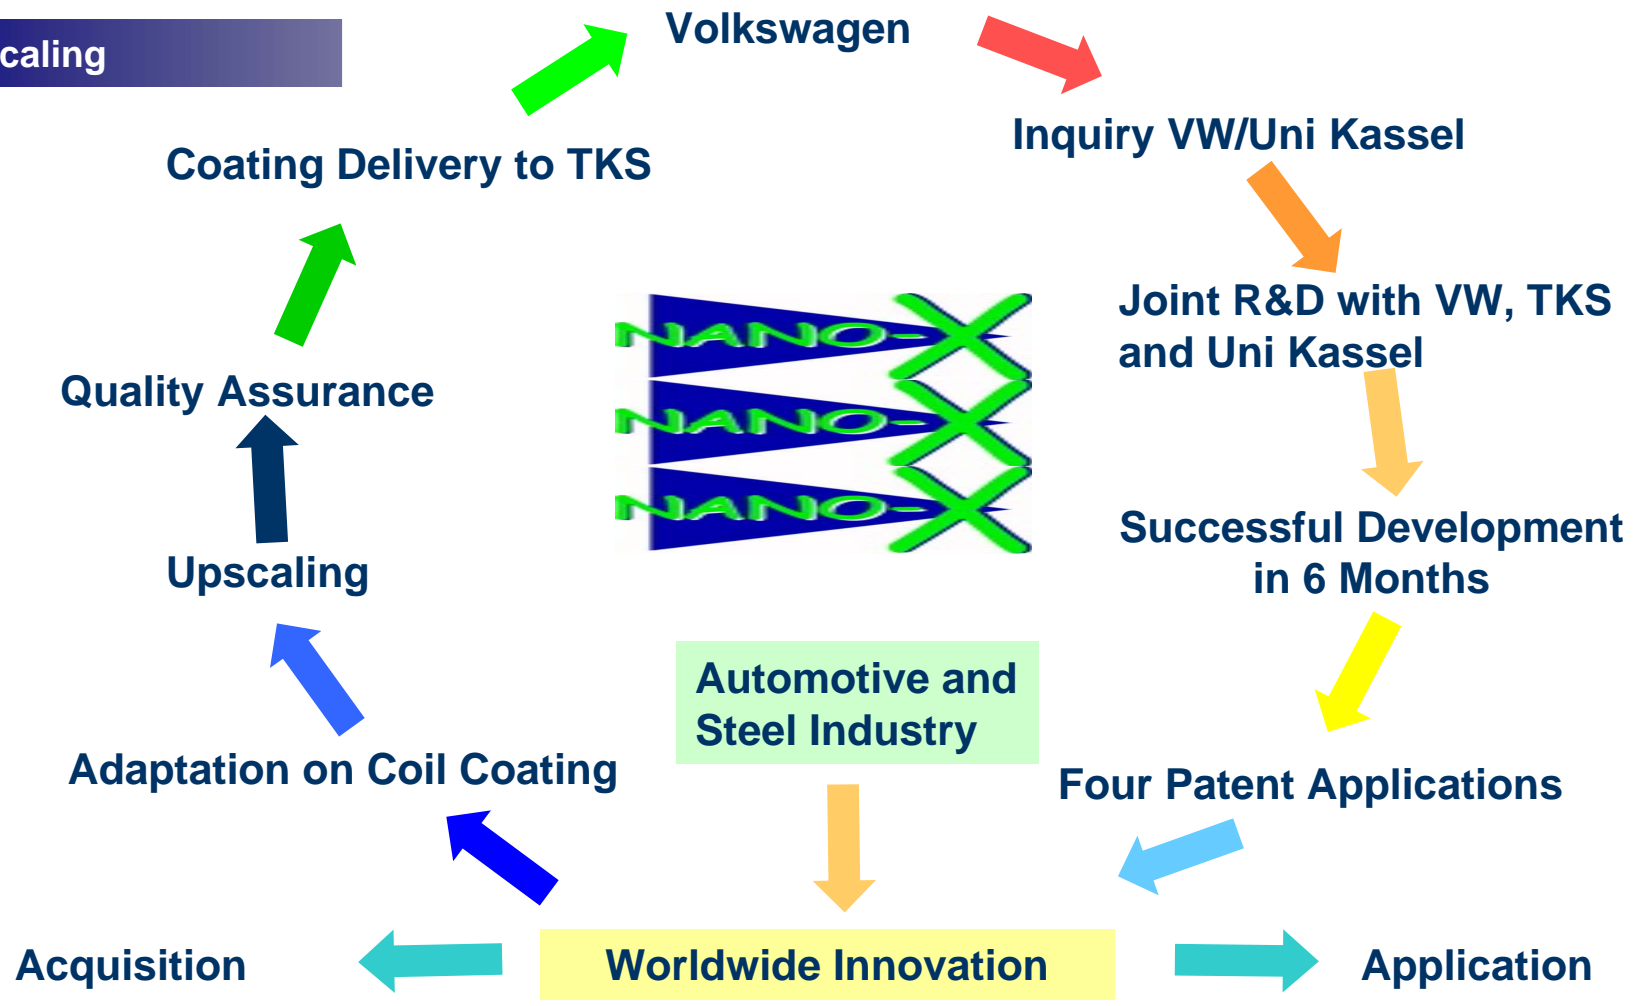 caling
Volkswagen
Inquiry VW/Uni Kassel
Coating Delivery to TKS
Joint R&D with VW, TKS
and Uni Kassel
NANO-X
NANO-X
NANO-X
Quality Assurance
Successful Development
in 6 Months
Upscaling
Automotive and
Steel Industry
Adaptation on Coil Coating
Four Patent Applications
Acquisition
Worldwide Innovation
Application